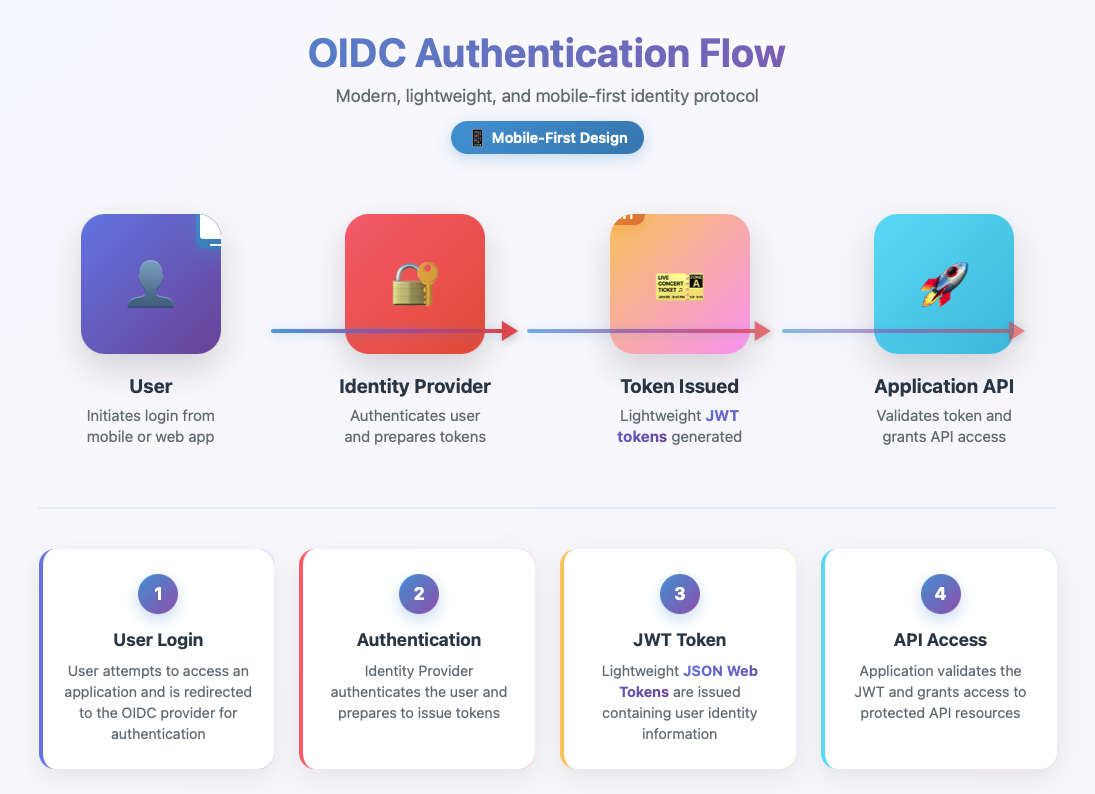 OIDC Authentication Flow
Modern, lightweight, and mobile-first identity protocol
Mobile-First Design
LIVE
CONCERT
TICKET
A
User
Identity Provider
Token Issued
Application API
Initiates login from
mobile or web app
Authenticates user
and prepares tokens
Lightweight JWT
tokens generated
Validates token and
grants API access
1
User Login
User attempts to access an
application and is redirected
to the OIDC provider for
authentication
2
Authentication
Identity Provider
authenticates the user and
prepares to issue tokens
3
JWT Token
Lightweight JSON Web
Tokens are issued
containing user identity
information
4
API Access
Application validates the
JWT and grants access to
protected API resources